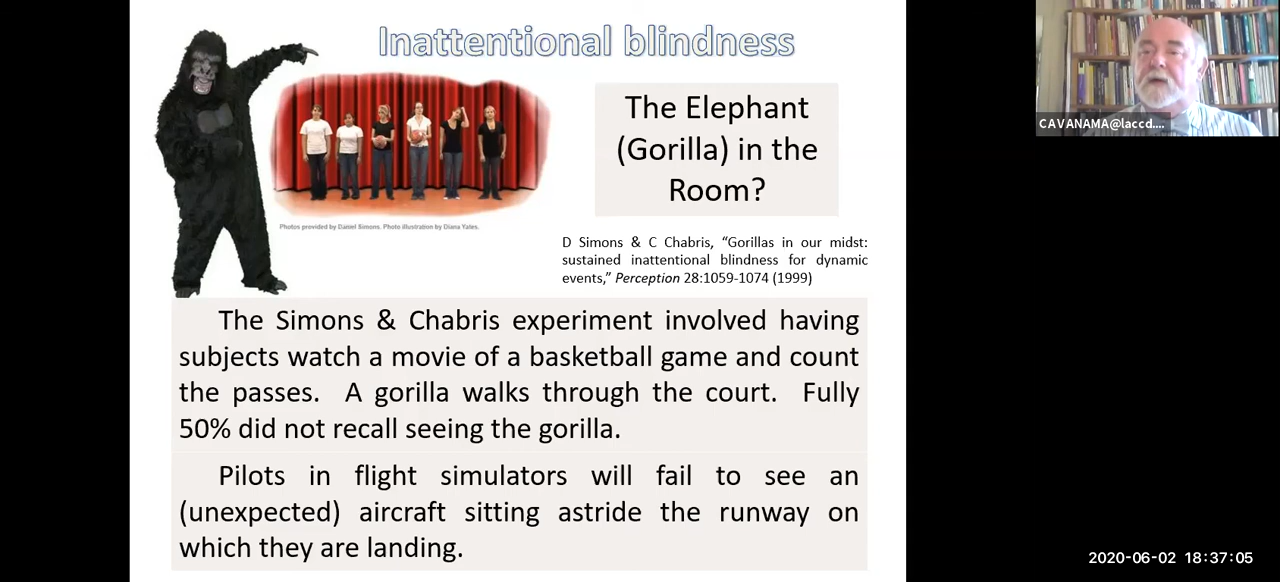 Inattentional blindness
The Elephant
(Gorilla) in the
Room?
Photos provided by Daniel Simons. Photo illustration by Diana Yates.
D Simons & C Chabris, “Gorillas in our midst:
sustained inattentional blindness for dynamic
events,” Perception 28:1059-1074 (1999)
The Simons & Chabris experiment involved having
subjects watch a movie of a basketball game and count
the passes. A gorilla walks through the court. Fully
50% did not recall seeing the gorilla.
Pilots in flight simulators will fail to see an
(unexpected) aircraft sitting astride the runway on
which they are landing.
CAVANAMA@laccd....
2020-06-02 18:37:05